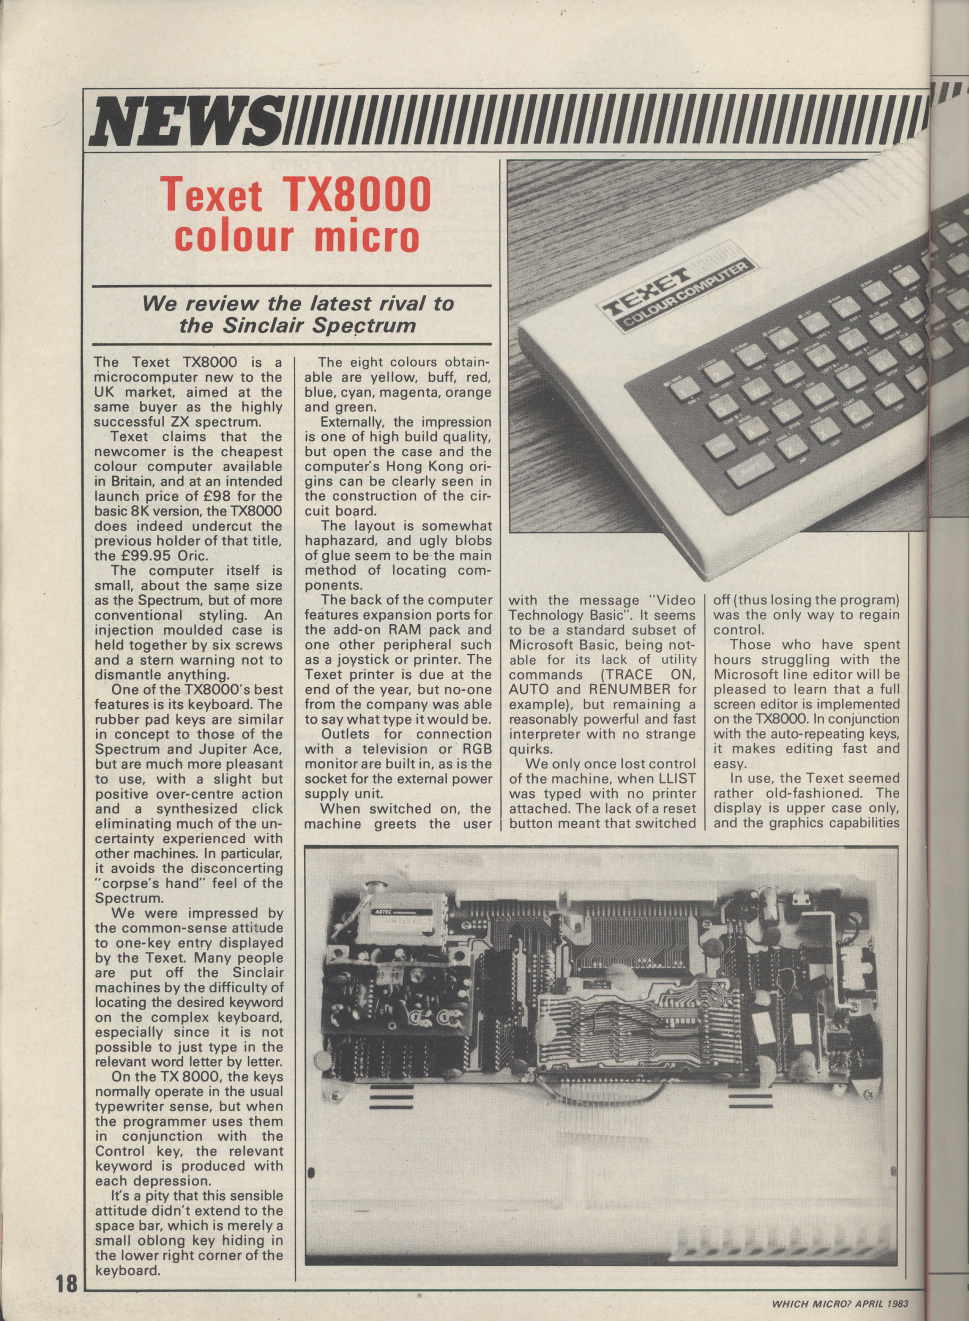 NEWS
Texet TX8000
colour micro
We review the latest rival to
the Sinclair Spectrum
The Texet TX8000 is a
microcomputer new to the
UK market, aimed at the
same buyer as the highly
successful ZX spectrum.
Texet claims that the
newcomer is the cheapest
colour computer available
in Britain, and at an intended
launch price of £98 for the
basic 8K version, the TX8000
does indeed undercut the
previous holder of that title,
the £99.95 Oric.
The computer itself is
small, about the same size
as the Spectrum, but of more
conventional styling. An
injection moulded case is
held together by six screws
and a stern warning not to
dismantle anything.
One of the TX8000's best
features is its keyboard. The
rubber pad keys are similar
in concept to those of the
Spectrum and Jupiter Ace,
but are much more pleasant
to use, with a slight but
positive over-centre action
and a synthesized click
eliminating much of the un-
certainty experienced with
other machines. In particular,
it avoids the disconcerting
"corpse's hand" feel of the
Spectrum.
We were impressed by
the common-sense attitude
to one-key entry displayed
by the Texet. Many people
are put off the Sinclair
machines by the difficulty of
locating the desired keyword
on the complex keyboard,
especially since it is not
possible to just type in the
relevant word letter by letter.
On the TX 8000, the keys
normally operate in the usual
typewriter sense, but when
the programmer uses them
in conjunction with the
Control key, the relevant
keyword is produced with
each depression.
It's a pity that this sensible
attitude didn't extend to the
space bar, which is merely a
small oblong key hiding in
the lower right corner of the
keyboard.
The eight colours obtain-
able are yellow, buff, red,
blue, cyan, magenta, orange
and green.
Externally, the impression
is one of high build quality,
but open the case and the
computer's Hong Kong ori-
gins can be clearly seen in
the construction of the cir-
cuit board.
The layout is somewhat
haphazard, and ugly blobs
of glue seem to be the main
method of locating com-
ponents.
The back of the computer
features expansion ports for
the add-on RAM pack and
one other peripheral such
as a joystick or printer. The
Texet printer is due at the
end of the year, but no-one
from the company was able
to say what type it would be.
Outlets for connection
with a television or RGB
monitor are built in, as is the
socket for the external power
supply unit.
When switched on, the
machine greets the user
TEXET
COLOUR COMPUTER
with the message "Video
Technology Basic". It seems
to be a standard subset of
Microsoft Basic, being not-
able for its lack of utility
commands (TRACE ON,
AUTO and RENUMBER for
example), but remaining a
reasonably powerful and fast
interpreter with no strange
quirks.
We only once lost control
of the machine, when LLIST
was typed with no printer
attached. The lack of a reset
button meant that switched
off (thus losing the program)
was the only way to regain
control.
Those who have spent
hours struggling with the
Microsoft line editor will be
pleased to learn that a full
screen editor is implemented
on the TX8000. In conjunction
with the auto-repeating keys,
it makes editing fast and
easy.
In use, the Texet seemed
rather old-fashioned. The
display is upper case only,
and the graphics capabilities
ASTEC
18
WHICH MICRO? APRIL 1983